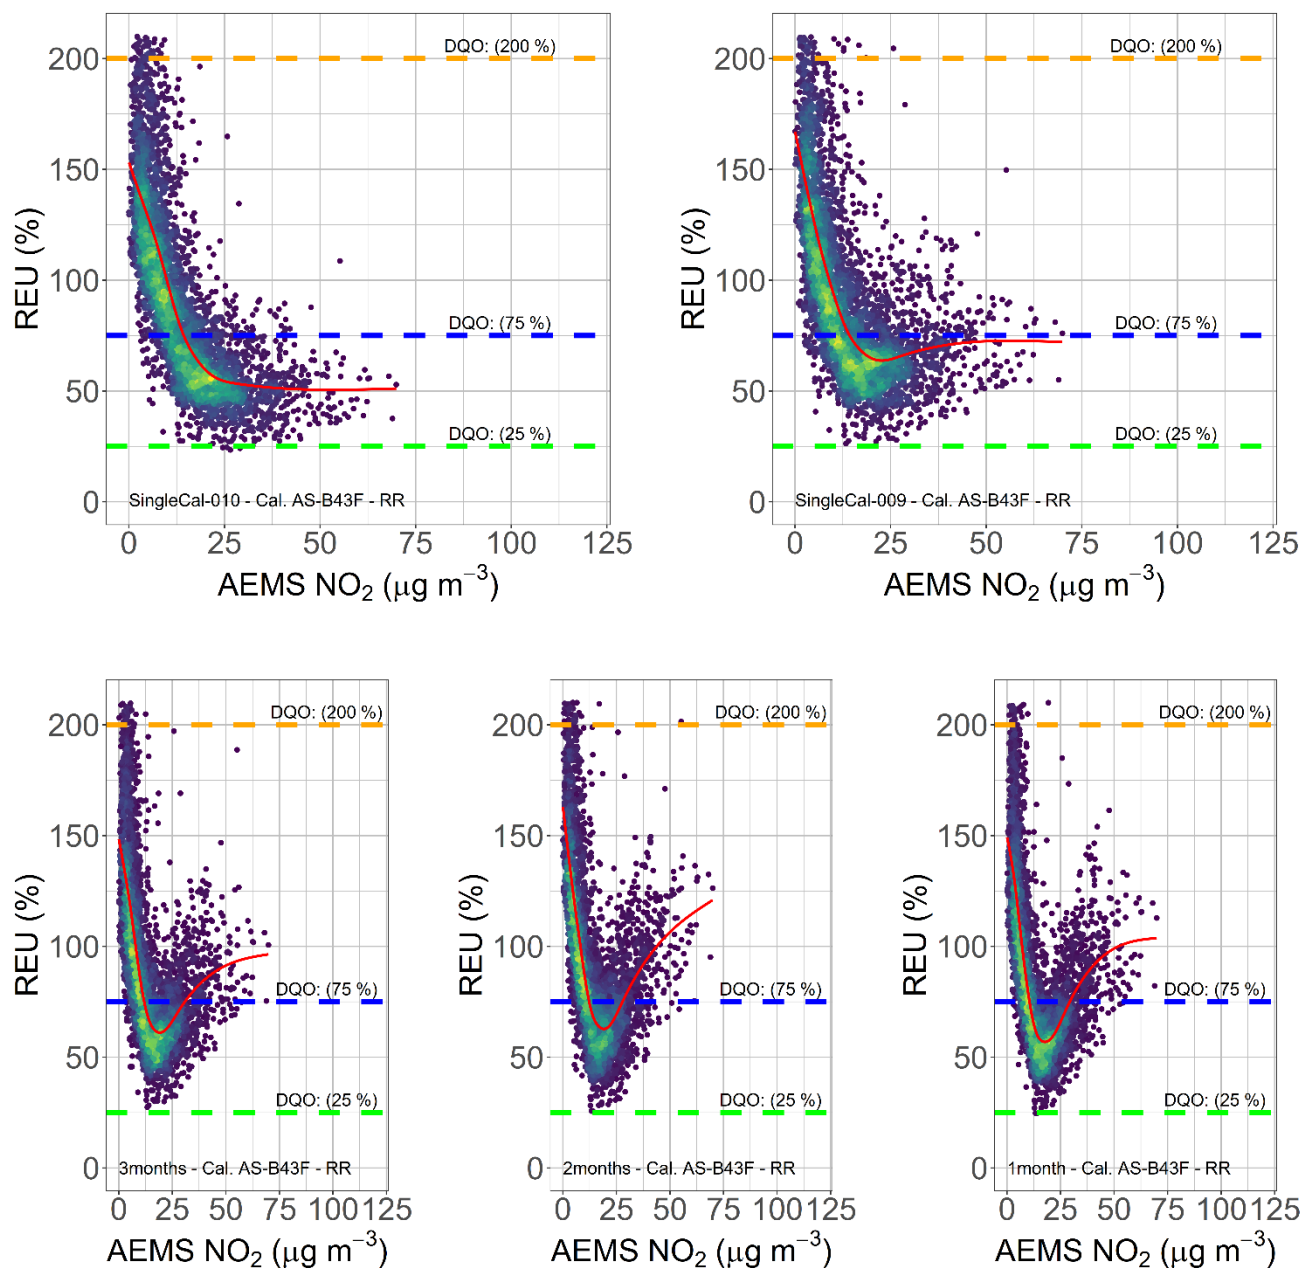 DQO: (200 %)
200
150
100
50
0
REU (%)
DQO: (75 %)
DQO: (25 %)
SingleCal-010 - Cal. AS-B43F - RR
0 25 50 75 100 125
AEMS NO₂ (μg m⁻³)
DQO: (200 %)
200
150
100
50
0
REU (%)
DQO: (75 %)
DQO: (25 %)
SingleCal-009 - Cal. AS-B43F - RR
0 25 50 75 100 125
AEMS NO₂ (μg m⁻³)
DQO: (200 %)
200
150
100
50
0
REU (%)
DQO: (75 %)
DQO: (25 %)
3months - Cal. AS-B43F - RR
0 25 50 75 100 125
AEMS NO₂ (μg m⁻³)
DQO: (200 %)
200
150
100
50
0
REU (%)
DQO: (75 %)
DQO: (25 %)
2months - Cal. AS-B43F - RR
0 25 50 75 100 125
AEMS NO₂ (μg m⁻³)
DQO: (200 %)
200
150
100
50
0
REU (%)
DQO: (75 %)
DQO: (25 %)
1month - Cal. AS-B43F - RR
0 25 50 75 100 125
AEMS NO₂ (μg m⁻³)